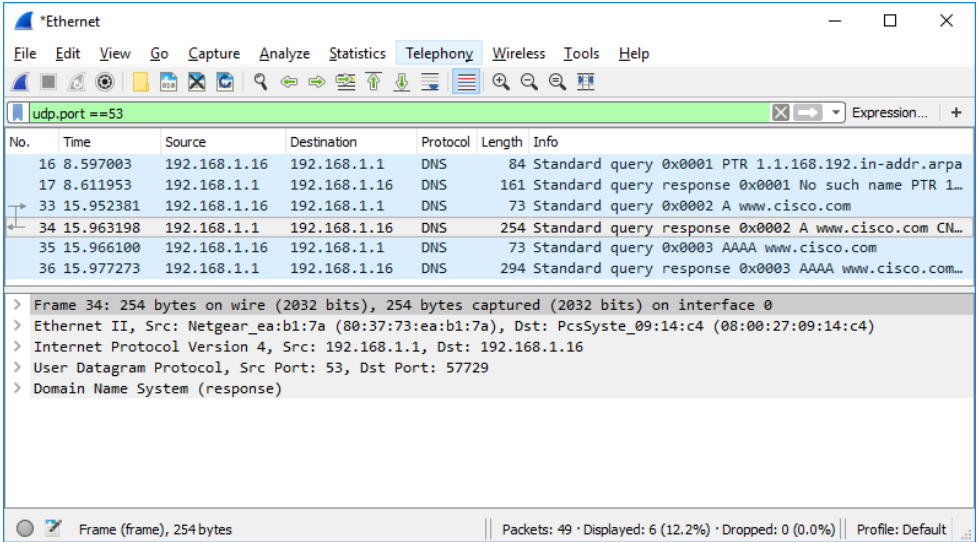 *Ethernet
File Edit View Go Capture Analyze Statistics Telephony Wireless Tools Help
udp.port ==53 Expression... +
No. Time Source Destination Protocol Length Info
16 8.597003 192.168.1.16 192.168.1.1 DNS 84 Standard query 0x0001 PTR 1.1.168.192.in-addr.arpa
17 8.611953 192.168.1.1 192.168.1.16 DNS 161 Standard query response 0x0001 No such name PTR 1…
33 15.952381 192.168.1.16 192.168.1.1 DNS 73 Standard query 0x0002 A www.cisco.com
34 15.963198 192.168.1.1 192.168.1.16 DNS 254 Standard query response 0x0002 A www.cisco.com CN…
35 15.966100 192.168.1.16 192.168.1.1 DNS 73 Standard query 0x0003 AAAA www.cisco.com
36 15.977273 192.168.1.1 192.168.1.16 DNS 294 Standard query response 0x0003 AAAA www.cisco.com…
> Frame 34: 254 bytes on wire (2032 bits), 254 bytes captured (2032 bits) on interface 0
> Ethernet II, Src: Netgear_ea:b1:7a (80:37:73:ea:b1:7a), Dst: PcsSyste_09:14:c4 (08:00:27:09:14:c4)
> Internet Protocol Version 4, Src: 192.168.1.1, Dst: 192.168.1.16
> User Datagram Protocol, Src Port: 53, Dst Port: 57729
> Domain Name System (response)
Frame (frame), 254 bytes Packets: 49 · Displayed: 6 (12.2%) · Dropped: 0 (0.0%) Profile: Default